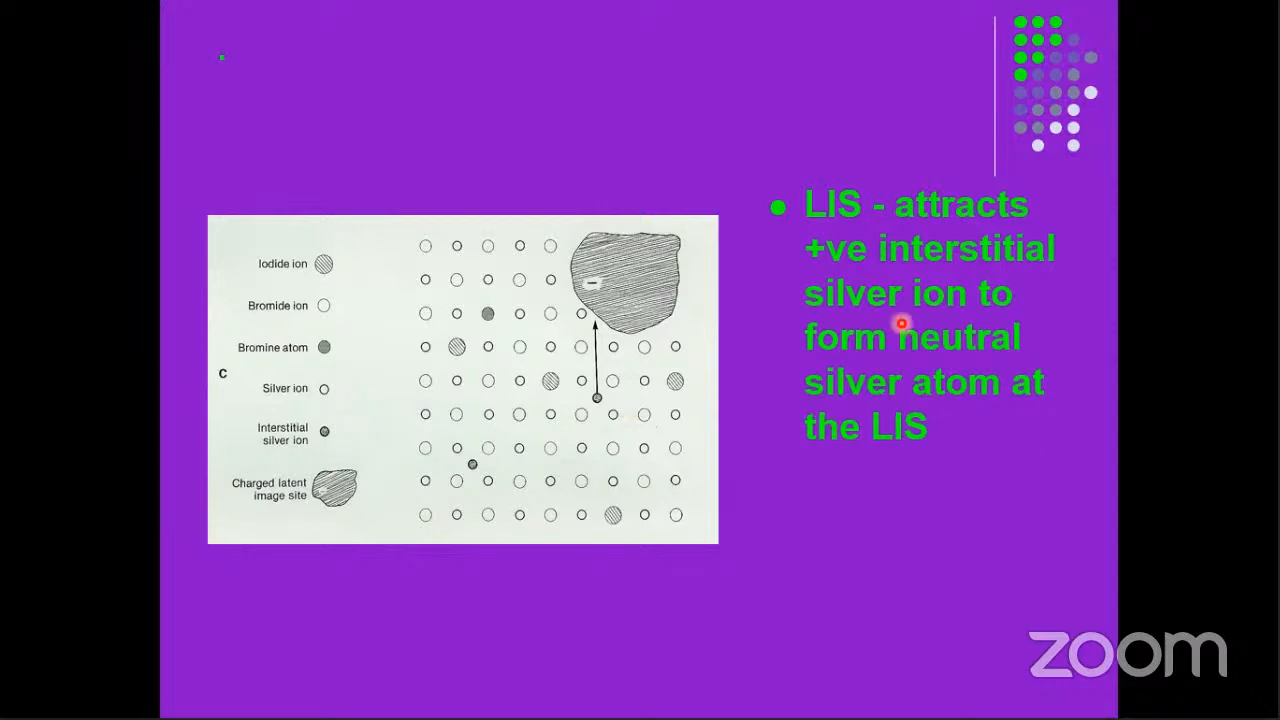 LIS - attracts
+ve interstitial
silver ion to
form neutral
silver atom at
the LIS
Iodide ion
Bromide ion
Bromine atom
C
Silver ion
Interstitial
silver ion
Charged latent
image site
zoom